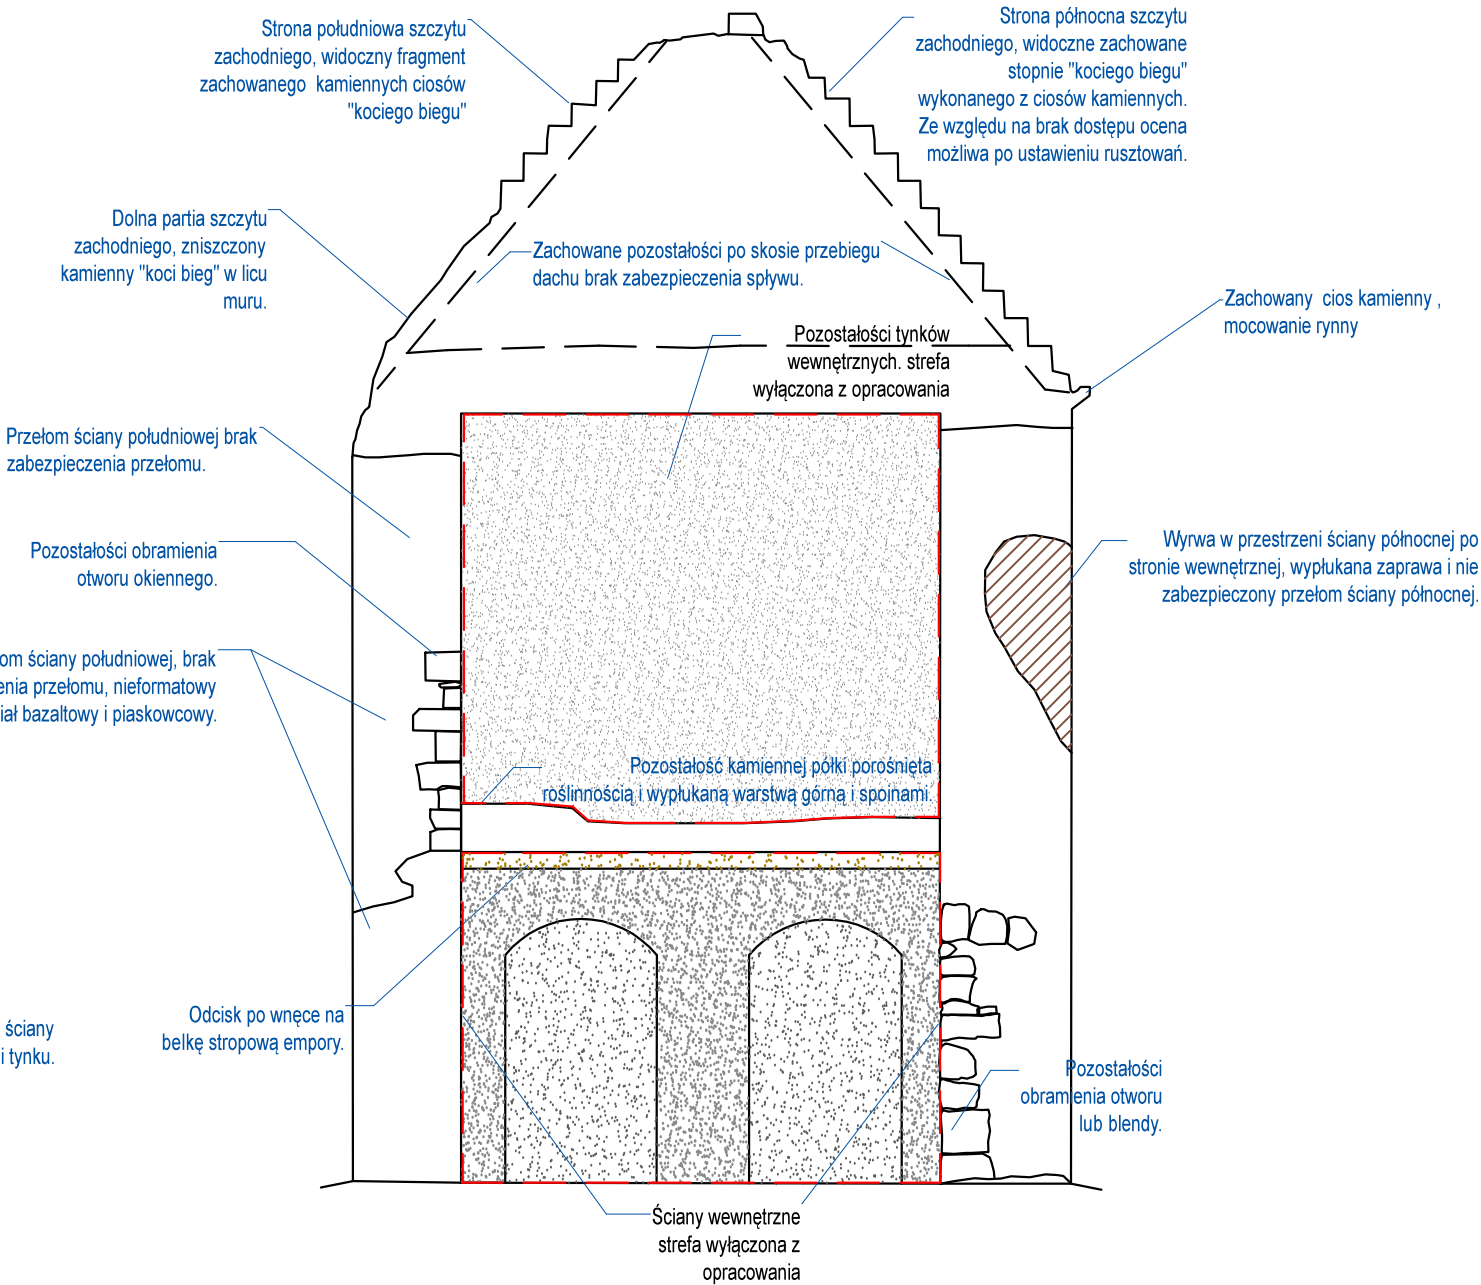 Strona południowa szczytu
zachodniego, widoczny fragment
zachowanego kamiennych ciosów
"kociego biegu"
Strona północna szczytu
zachodniego, widoczne zachowane
stopnie "kociego biegu"
wykonanego z ciosów kamiennych.
Ze względu na brak dostępu ocena
możliwa po ustawieniu rusztowań.
Dolna partia szczytu
zachodniego, zniszczony
kamienny "koci bieg" w licu
muru.
Zachowane pozostałości po skosie przebiegu
dachu brak zabezpieczenia spływu.
Zachowany cios kamienny ,
mocowanie rynny
Pozostałości tynków
wewnętrznych. strefa
wyłączona z opracowania
Przełom ściany południowej brak
zabezpieczenia przełomu.
Pozostałości obramienia
otworu okiennego.
Wyrwa w przestrzeni ściany północnej po
stronie wewnętrznej, wypłukana zaprawa i nie
zabezpieczony przełom ściany północnej.
om ściany południowej, brak
enia przełomu, nieformatowy
iał bazaltowy i piaskowcowy.
Pozostałość kamiennej półki porośnięta
roślinnością i wypłukaną warstwą górną i spoinami.
Odcisk po wnęce na
belkę stropową empory.
ściany
i tynku.
Pozostałości
obramienia otworu
lub blendy.
Ściany wewnętrzne
strefa wyłączona z
opracowania